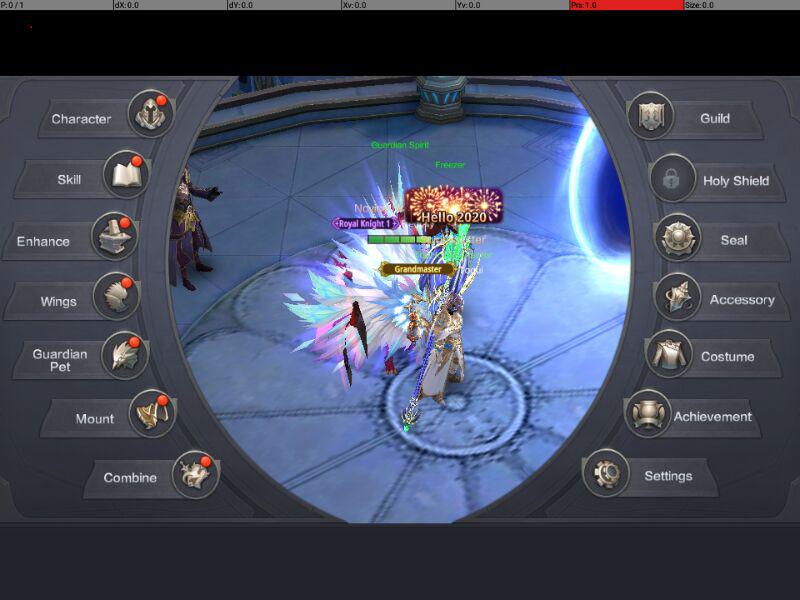 P: 0 / 1
dX: 0.0
dY: 0.0
Xv: 0.0
Yv: 0.0
Prs: 1.0
Size: 0.0
Character
Skill
Enhance
Wings
Guardian
Pet
Mount
Combine
Guardian Spirit
Freezer
Hello 2020
Royal Knight 1
Grandmaster
Guild
Holy Shield
Seal
Accessory
Costume
Achievement
Settings